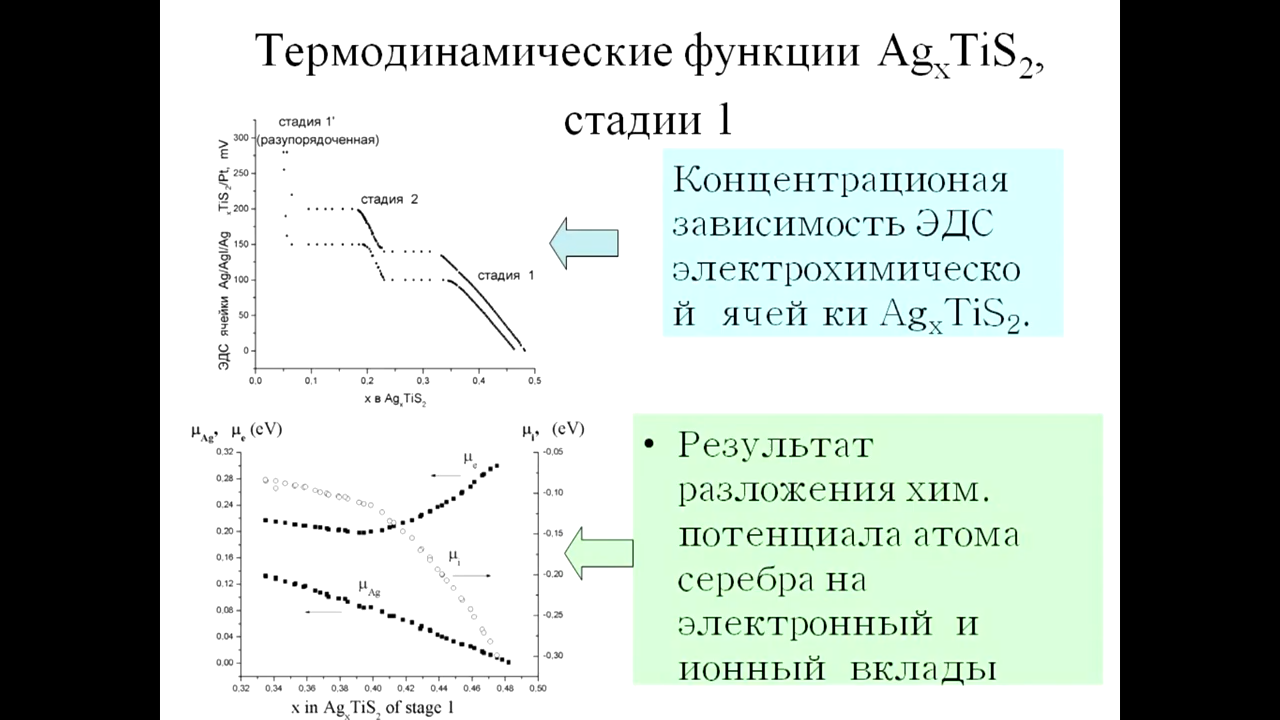 Термодинамические функции AgxTiS2,
стадии 1
стадия 1'
(разупорядоченная)
стадия 2
стадия 1
ЭДС ячейки Ag/AgI/Ag xTiS2/Pt, mV
300
250
200
150
100
50
0
0,0 0,1 0,2 0,3 0,4 0,5
x в AgxTiS2
Концентрационая
зависимость ЭДС
электрохимическо
й ячей ки AgxTiS2.
μAg, μe (eV)
μi, (eV)
0,32
0,28
0,24
0,20
0,16
0,12
0,08
0,04
0,00
-0,05
-0,10
-0,15
-0,20
-0,25
-0,30
μe
μi
μAg
0,32 0,34 0,36 0,38 0,40 0,42 0,44 0,46 0,48 0,50
x in AgxTiS2 of stage 1
• Результат
разложения хим.
потенциала атома
серебра на
электронный и
ионный вклады